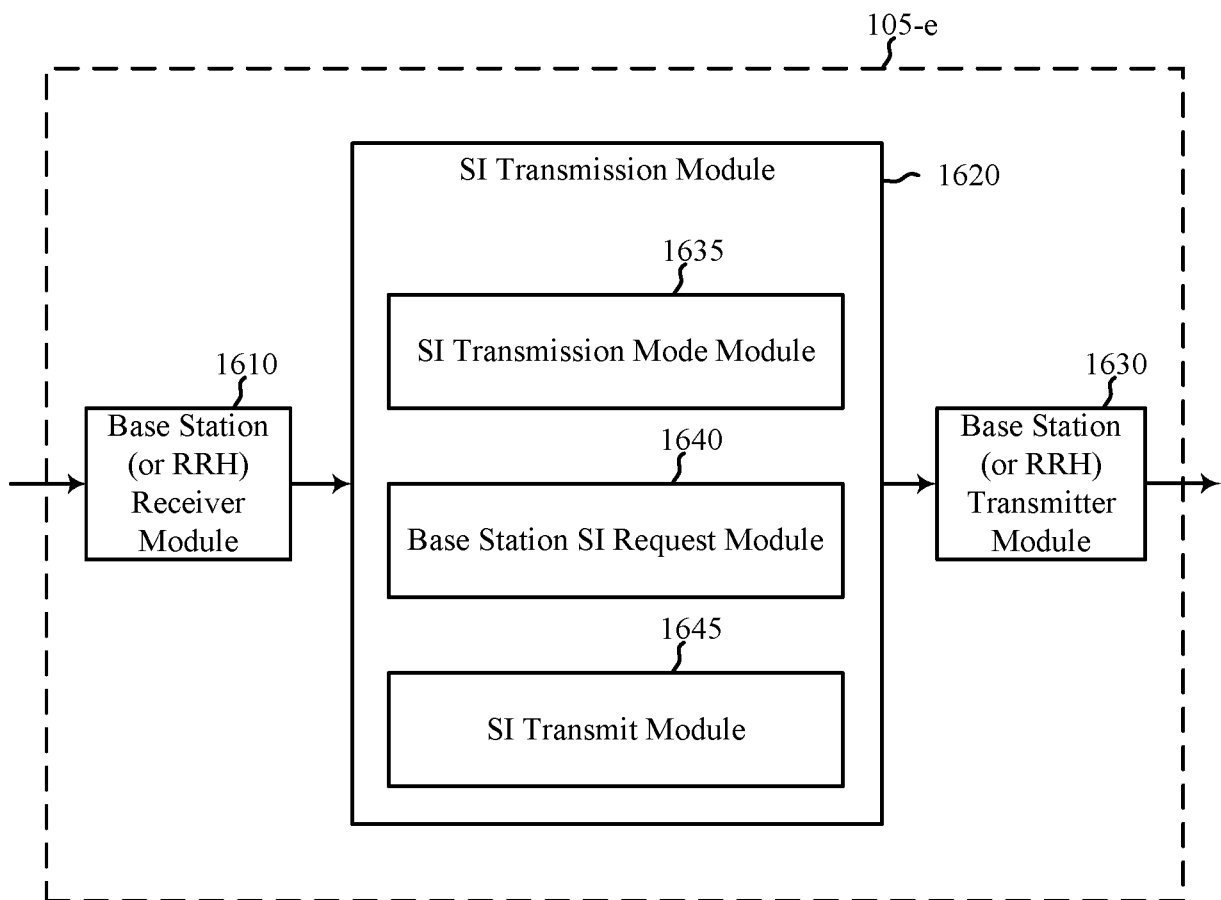 105-e
SI Transmission Module
1620
1635
SI Transmission Mode Module
1610
Base Station
(or RRH)
Receiver
Module
1640
Base Station SI Request Module
1630
Base Station
(or RRH)
Transmitter
Module
1645
SI Transmit Module